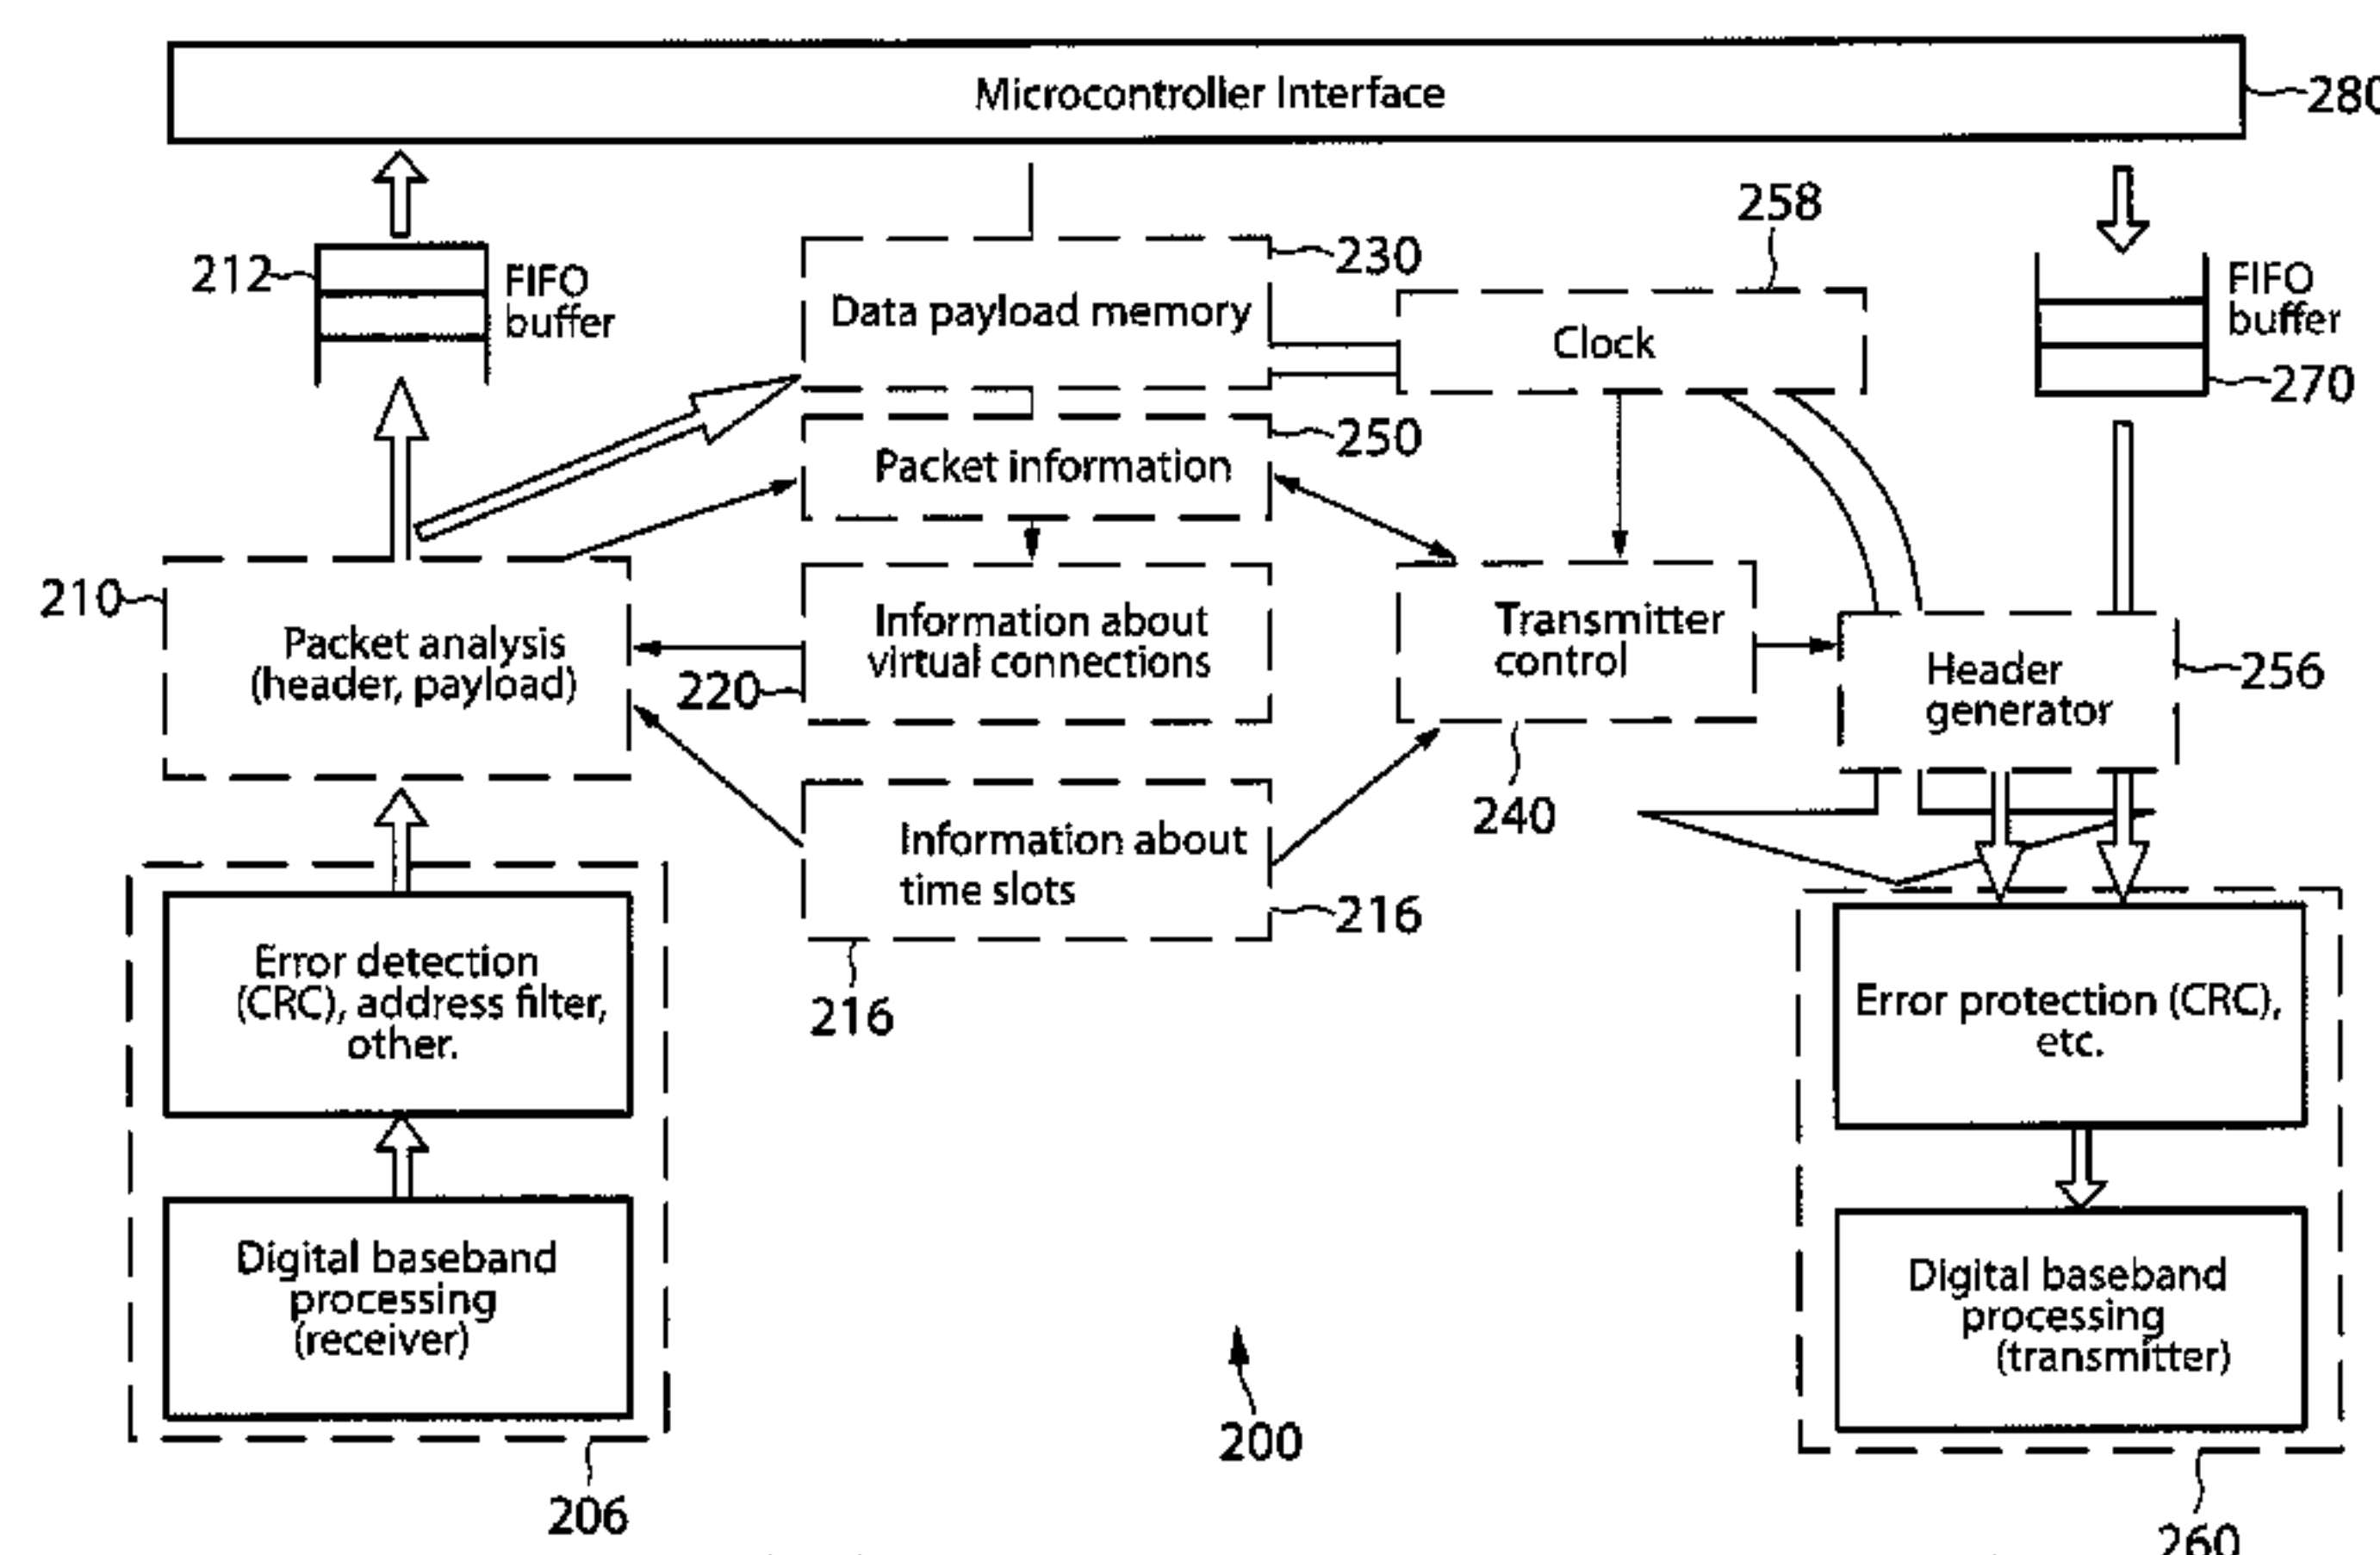 Microcontroller Interface
280
258
212
FIFO
buffer
230
Data payload memory
Clock
FIFO
buffer
270
250
Packet information
210
Packet analysis
(header, payload)
Information about
virtual connections
220
Transmitter
control
240
Header
generator
256
Information about
time slots
216
216
Error detection
(CRC), address filter,
other.
Error protection (CRC),
etc.
Digital baseband
processing
(receiver)
Digital baseband
processing
(transmitter)
200
206
260